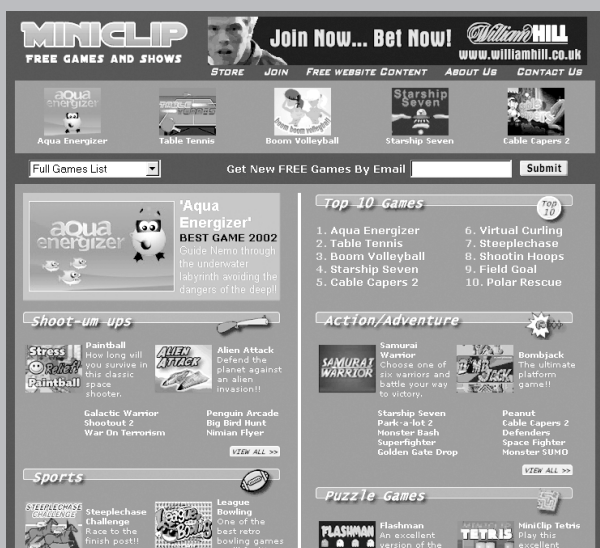 MINICLIP
FREE GAMES AND SHOWS
Join Now... Bet Now!
William HILL
www.williamhill.co.uk
Store Join Free website Content About Us Contact Us
aqua energizer
Starship Seven
boom boom volleyball
Aqua Energizer Table Tennis Boom Volleyball Starship Seven Cable Capers 2
Full Games List
Get New FREE Games By Email
Submit
aqua energizer
'Aqua
Energizer'
BEST GAME 2002
Guide Nemo through
the underwater
labyrinth avoiding the
dangers of the deep!!
Top 10 Games
Top 10
1. Aqua Energizer
2. Table Tennis
3. Boom Volleyball
4. Starship Seven
5. Cable Capers 2
6. Virtual Curling
7. Steeplechase
8. Shootin Hoops
9. Field Goal
10. Polar Rescue
Shoot-um ups
Stress
Relief
Paintball
Paintball
How long will
you survive in
this classic
space
shooter.
ALIEN
ATTACK
Alien Attack
Defend the
planet against
an alien
invasion!!
Galactic Warrior
Shootout 2
War On Terrorism
Penguin Arcade
Big Bird Hunt
Nimian Flyer
VIEW ALL >>
Action/Adventure
SAMURAI
WARRIOR
Samurai
Warrior
Choose one of
six warriors and
battle your way
to victory.
BOMB
JACK
Bombjack
The ultimate
platform
game!!
Starship Seven
Park-a-lot 2
Monster Bash
Superfighter
Golden Gate Drop
Peanut
Cable Capers 2
Defenders
Space Fighter
Monster SUMO
VIEW ALL >>
Sports
STEEPLECHASE
CHALLENGE
Steeplechase
Challenge
Race to the
finish post!!
League
Bowling
One of the
best retro
bowling games
Puzzle Games
FLASHMAN
Flashman
An excellent
version of the
MINICLIP
TETRIS
MiniClip Tetris
Play this
excellent